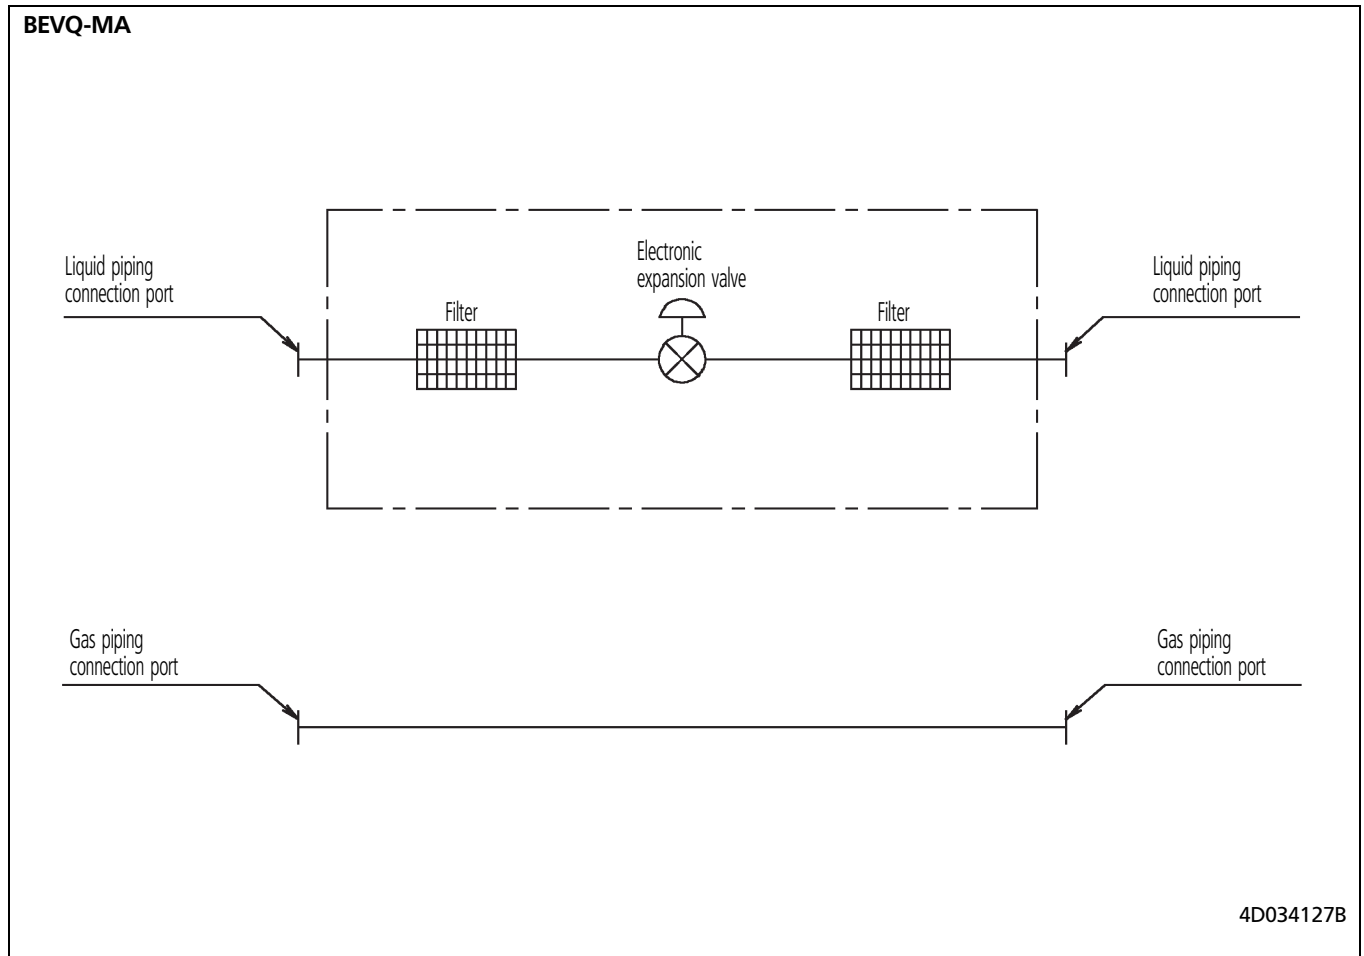 BEVQ-MA
Electronic
expansion valve
Liquid piping
connection port
Liquid piping
connection port
Filter
Filter
Gas piping
connection port
Gas piping
connection port
4D034127B